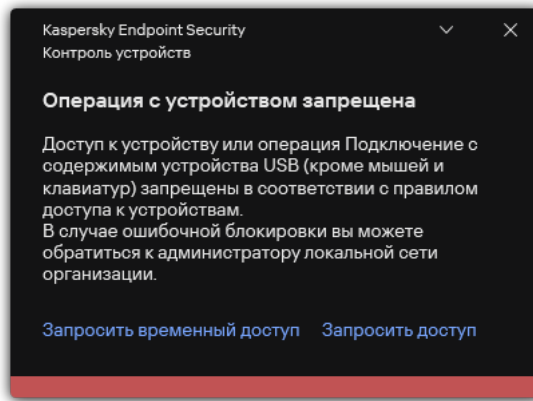 Kaspersky Endpoint Security
Контроль устройств
Операция с устройством запрещена
Доступ к устройству или операция Подключение с
содержимым устройства USB (кроме мышей и
клавиатур) запрещены в соответствии с правилом
доступа к устройствам.
В случае ошибочной блокировки вы можете
обратиться к администратору локальной сети
организации.
Запросить временный доступ Запросить доступ